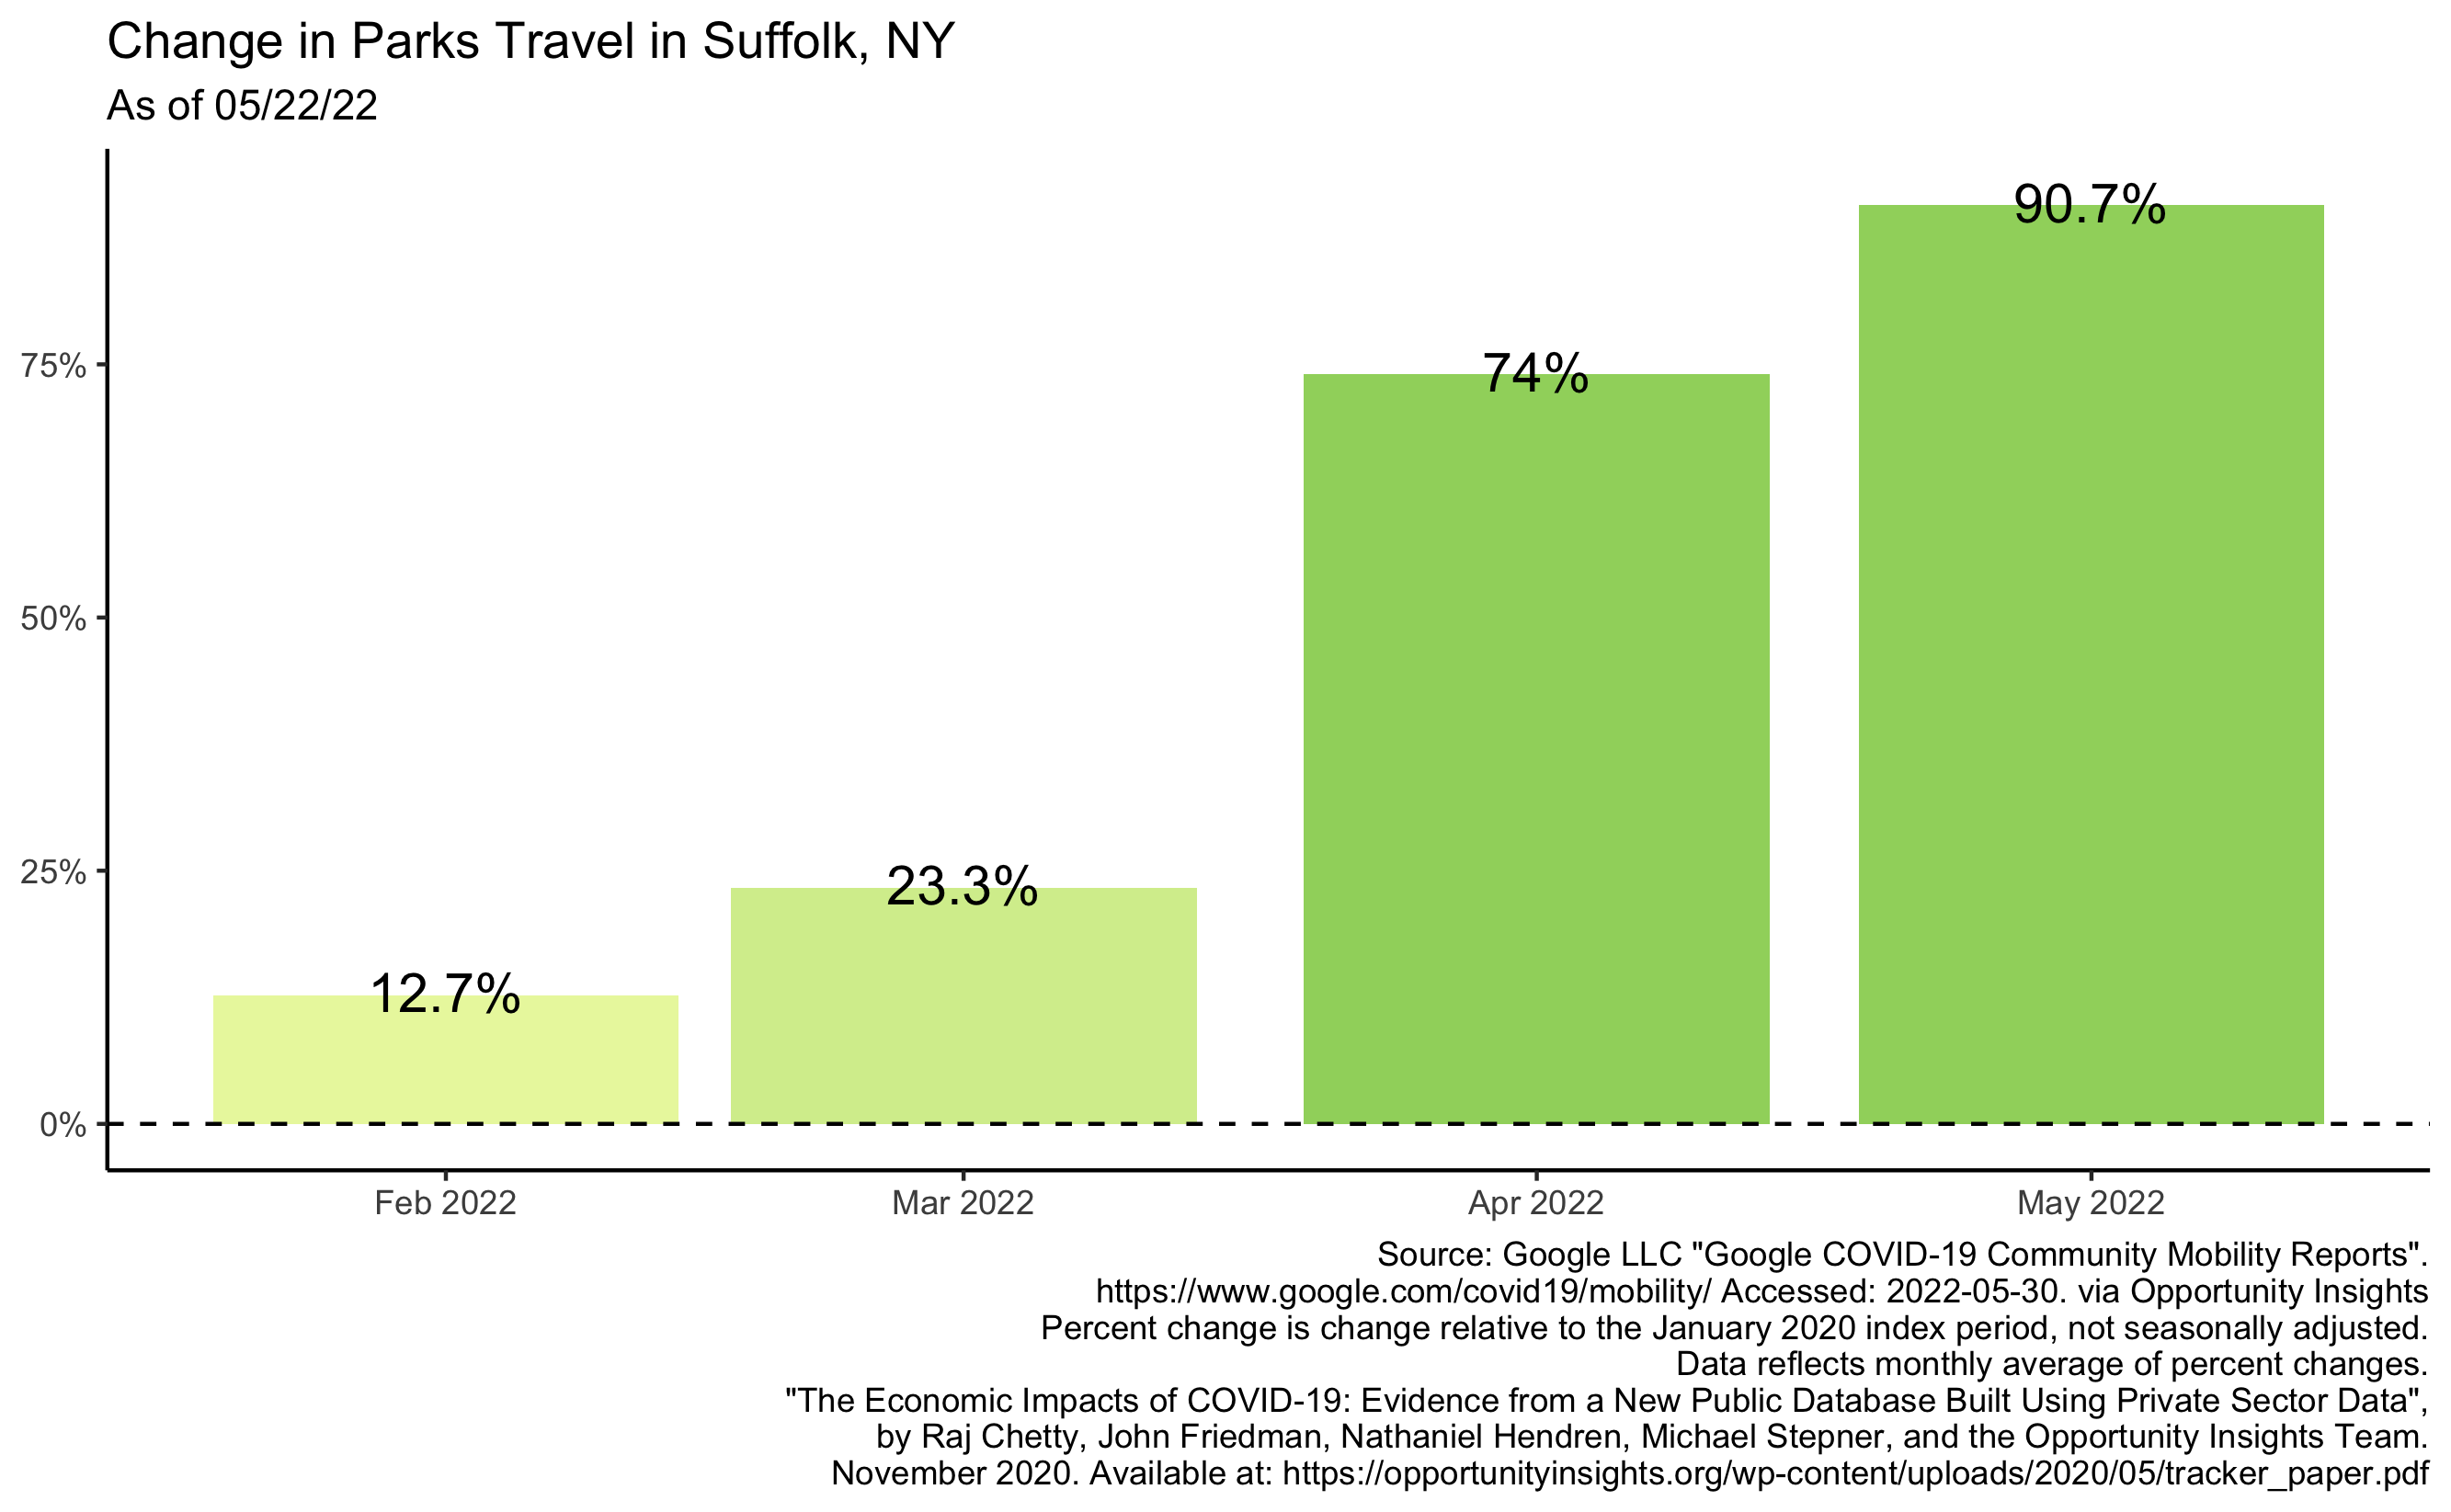 Change in Parks Travel in Suffolk, NY
As of 05/22/22
90.7%
75%
74%
50%
25%
23.3%
12.7%
0%
Feb 2022
Mar 2022
Apr 2022
May 2022
Source: Google LLC "Google COVID-19 Community Mobility Reports".
https://www.google.com/covid19/mobility/ Accessed: 2022-05-30. via Opportunity Insights
Percent change is change relative to the January 2020 index period, not seasonally adjusted.
Data reflects monthly average of percent changes.
"The Economic Impacts of COVID-19: Evidence from a New Public Database Built Using Private Sector Data",
by Raj Chetty, John Friedman, Nathaniel Hendren, Michael Stepner, and the Opportunity Insights Team.
November 2020. Available at: https://opportunityinsights.org/wp-content/uploads/2020/05/tracker_paper.pdf